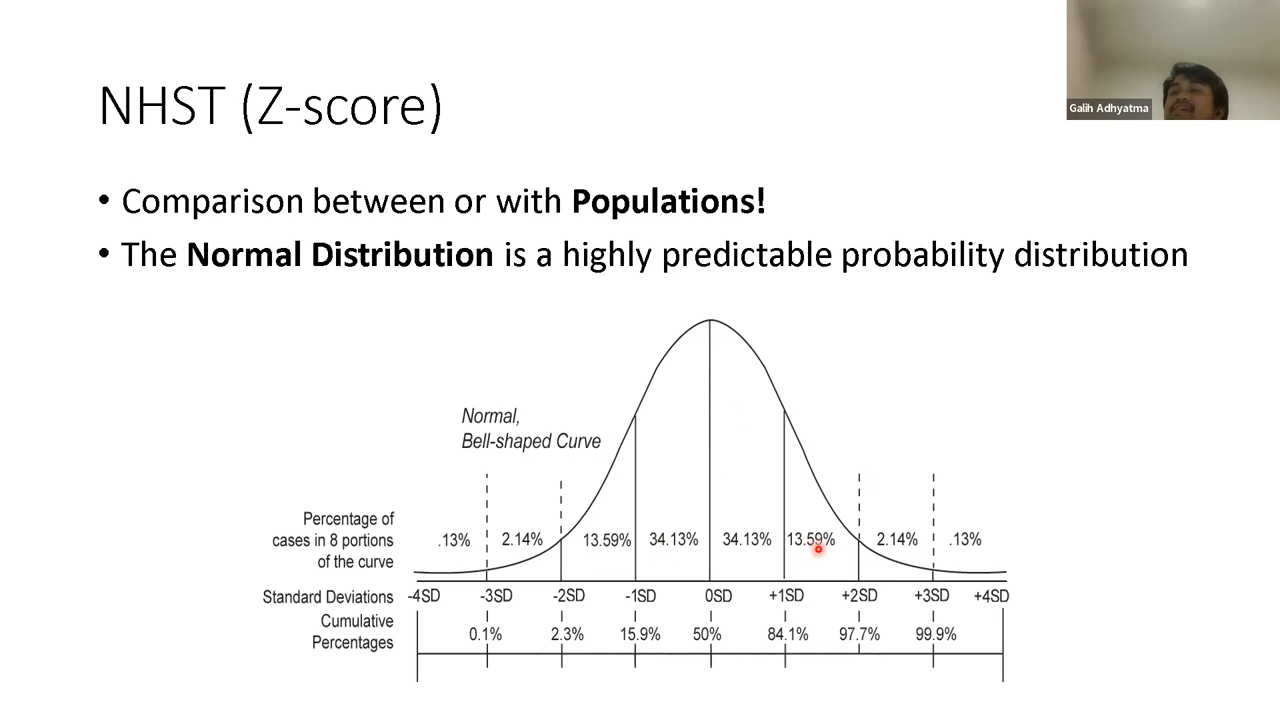 NHST (Z-score)
Galih Adhyatma
• Comparison between or with Populations!
• The Normal Distribution is a highly predictable probability distribution
Normal,
Bell-shaped Curve
Percentage of
cases in 8 portions
of the curve
.13% 2.14% 13.59% 34.13% 34.13% 13.59% 2.14% .13%
Standard Deviations -4SD -3SD -2SD -1SD 0SD +1SD +2SD +3SD +4SD
Cumulative
Percentages
0.1% 2.3% 15.9% 50% 84.1% 97.7% 99.9%